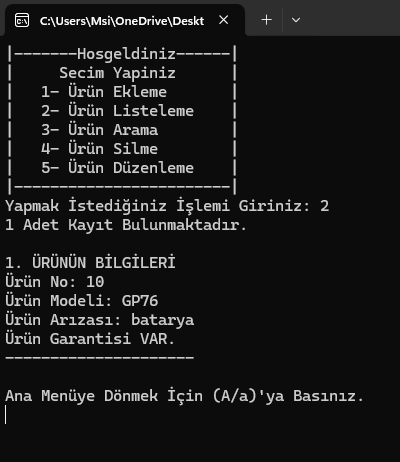 C:\Users\Msi\OneDrive\Deskt
|-------Hosgeldiniz------|
|     Secim Yapiniz      |
|   1- Ürün Ekleme       |
|   2- Ürün Listeleme    |
|   3- Ürün Arama        |
|   4- Ürün Silme        |
|   5- Ürün Düzenleme    |
|------------------------|
Yapmak İstediğiniz İşlemi Giriniz: 2
1 Adet Kayıt Bulunmaktadır.
1. ÜRÜNÜN BİLGİLERİ
Ürün No: 10
Ürün Modeli: GP76
Ürün Arızası: batarya
Ürün Garantisi VAR.
---------------------
Ana Menüye Dönmek İçin (A/a)'ya Basınız.